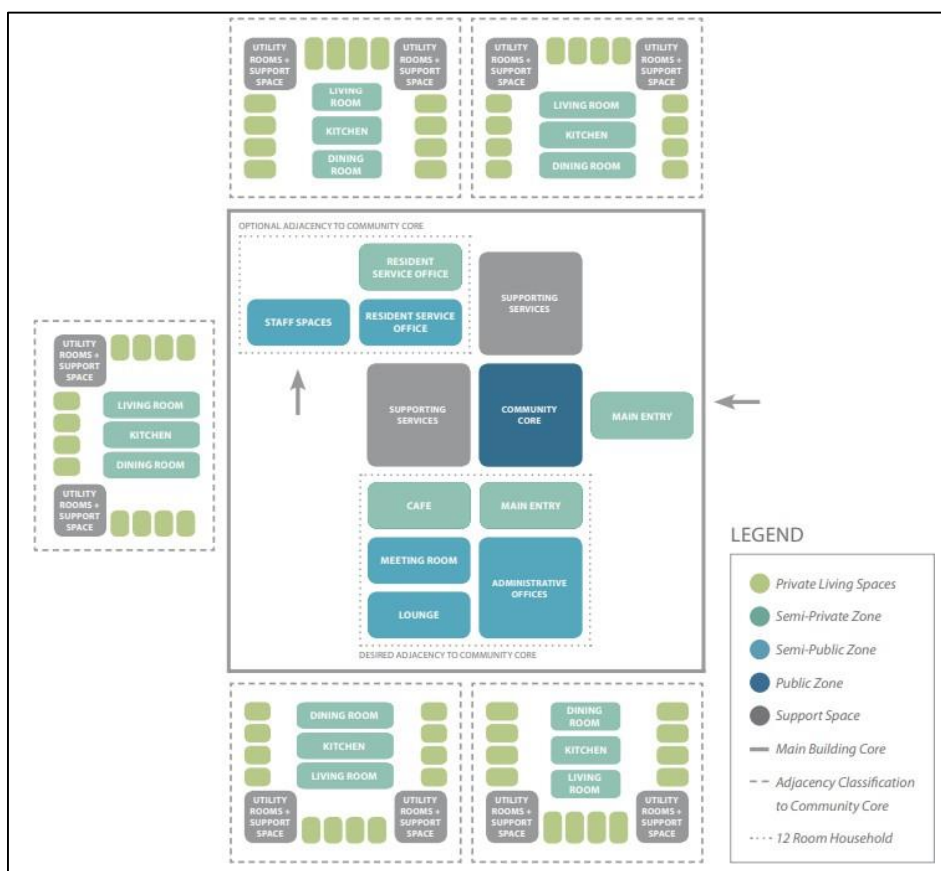 UTILITY
ROOMS +
SUPPORT
SPACE
UTILITY
ROOMS +
SUPPORT
SPACE
LIVING
ROOM
KITCHEN
DINING
ROOM
UTILITY
ROOMS +
SUPPORT
SPACE
UTILITY
ROOMS +
SUPPORT
SPACE
LIVING ROOM
KITCHEN
DINING ROOM
OPTIONAL ADJACENCY TO COMMUNITY CORE
RESIDENT
SERVICE OFFICE
STAFF SPACES
RESIDENT SERVICE
OFFICE
SUPPORTING
SERVICES
UTILITY
ROOMS +
SUPPORT
SPACE
LIVING ROOM
KITCHEN
DINING ROOM
UTILITY
ROOMS +
SUPPORT
SPACE
SUPPORTING
SERVICES
COMMUNITY
CORE
MAIN ENTRY
CAFE
MAIN ENTRY
MEETING ROOM
LOUNGE
ADMINISTRATIVE
OFFICES
DESIRED ADJACENCY TO COMMUNITY CORE
DINING ROOM
KITCHEN
LIVING ROOM
UTILITY
ROOMS +
SUPPORT
SPACE
UTILITY
ROOMS +
SUPPORT
SPACE
DINING
ROOM
KITCHEN
LIVING
ROOM
UTILITY
ROOMS +
SUPPORT
SPACE
UTILITY
ROOMS +
SUPPORT
SPACE
LEGEND
Private Living Spaces
Semi-Private Zone
Semi-Public Zone
Public Zone
Support Space
Main Building Core
Adjacency Classification
to Community Core
12 Room Household